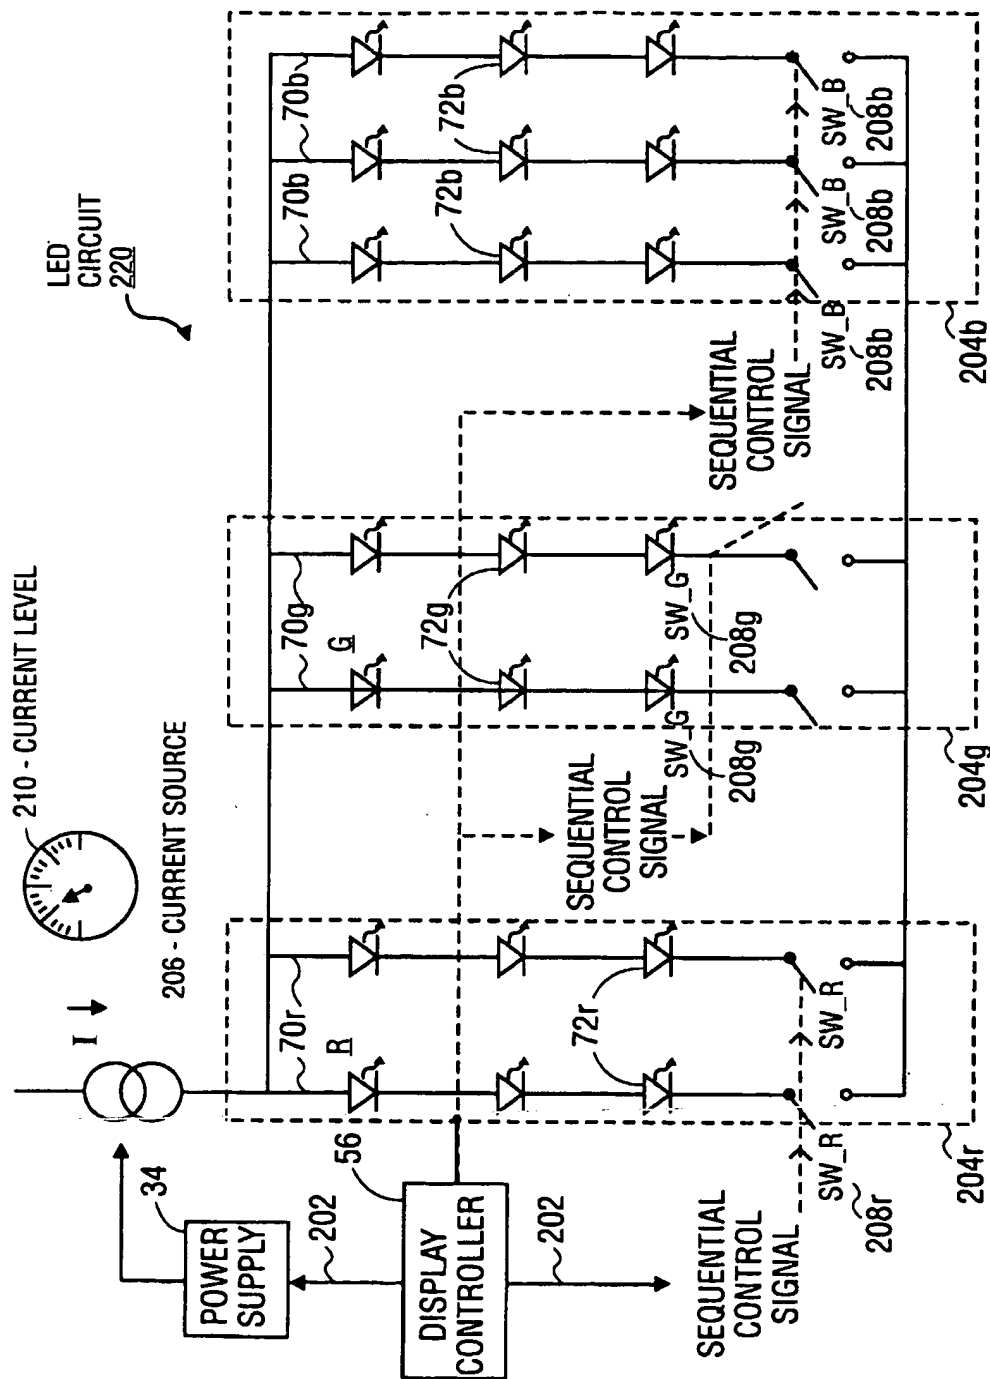 LED
CIRCUIT
220
210 - CURRENT LEVEL
206 - CURRENT SOURCE
I
34
POWER
SUPPLY
202
56
DISPLAY
CONTROLLER
202
SEQUENTIAL
CONTROL
SIGNAL
70r
R
72r
SW_R
SW_R
208r
204r
SEQUENTIAL
CONTROL
SIGNAL
70g
G
72g
SW_G
208g
SW_G
208g
204g
SEQUENTIAL
CONTROL
SIGNAL
70b
70b
72b
72b
SW_B
208b
SW_B
208b
SW_B
208b
204b